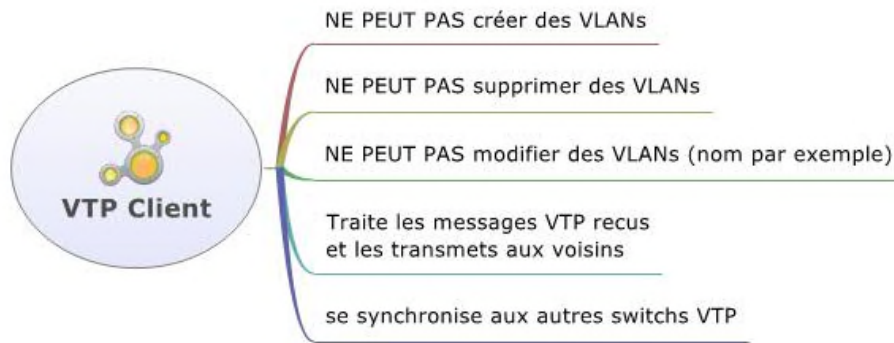 NE PEUT PAS créer des VLANs
NE PEUT PAS supprimer des VLANs
NE PEUT PAS modifier des VLANs (nom par exemple)
VTP Client
Traite les messages VTP recus
et les transmets aux voisins
se synchronise aux autres switchs VTP